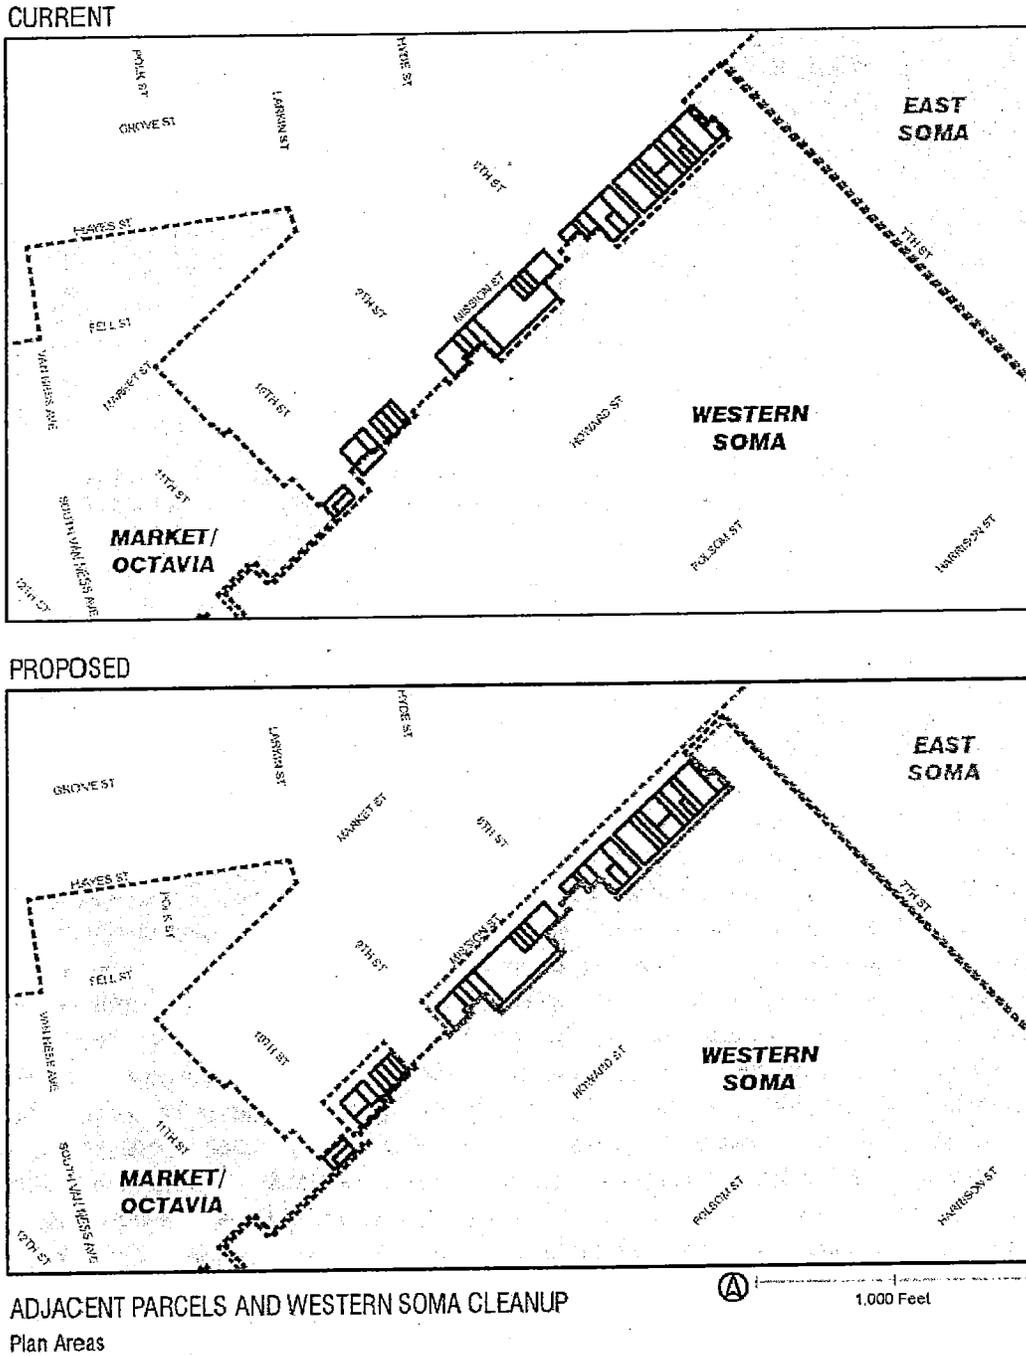 CURRENT
POLK ST
HYDE ST
LARKIN ST
GROVE ST
8TH ST
EAST
SOMA
HAYES ST
7TH ST
MISSION ST
9TH ST
FELL ST
MARKET ST
VAN NESS AVE
10TH ST
HOWARD ST
WESTERN
SOMA
11TH ST
SOUTH VAN NESS AVE
MARKET/
OCTAVIA
FOLSOM ST
HARRISON ST
12TH ST
PROPOSED
HYDE ST
LARKIN ST
GROVE ST
MARKET ST
8TH ST
EAST
SOMA
HAYES ST
POLK ST
7TH ST
MISSION ST
9TH ST
FELL ST
VAN NESS AVE
10TH ST
HOWARD ST
WESTERN
SOMA
11TH ST
SOUTH VAN NESS AVE
MARKET/
OCTAVIA
FOLSOM ST
HARRISON ST
12TH ST
ADJACENT PARCELS AND WESTERN SOMA CLEANUP
1,000 Feet
Plan Areas